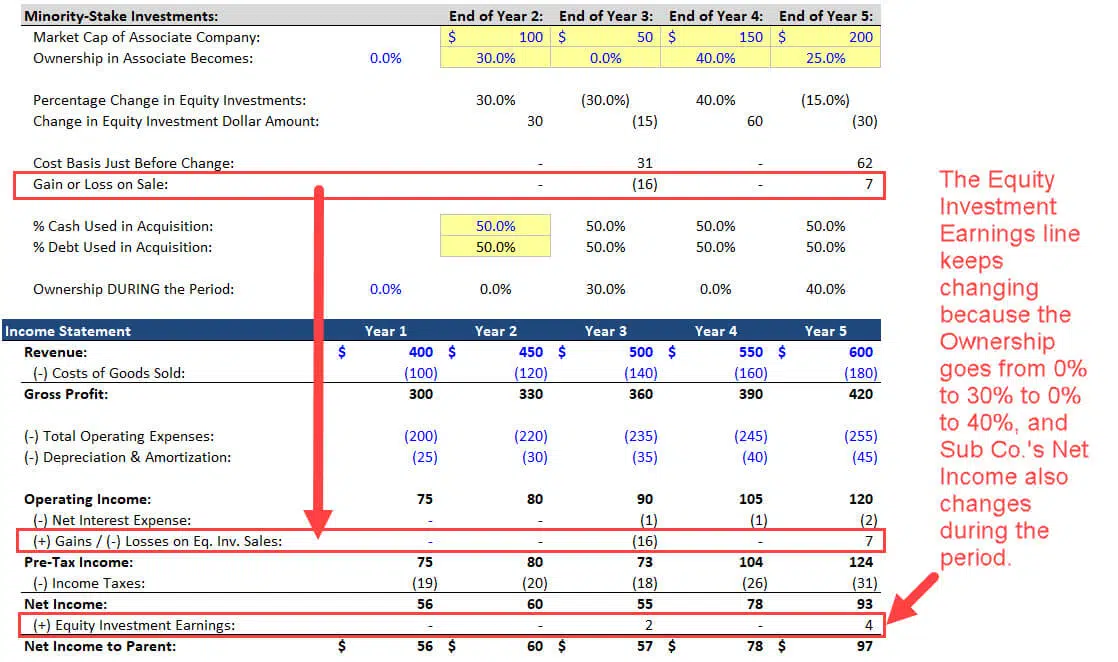 Minority-Stake Investments: End of Year 2: End of Year 3: End of Year 4: End of Year 5:
Market Cap of Associate Company: $ 100 $ 50 $ 150 $ 200
Ownership in Associate Becomes: 0.0% 30.0% 0.0% 40.0% 25.0%
Percentage Change in Equity Investments: 30.0% (30.0%) 40.0% (15.0%)
Change in Equity Investment Dollar Amount: 30 (15) 60 (30)
Cost Basis Just Before Change: - 31 - 62
Gain or Loss on Sale: - (16) - 7
% Cash Used in Acquisition: 50.0% 50.0% 50.0% 50.0%
% Debt Used in Acquisition: 50.0% 50.0% 50.0% 50.0%
Ownership DURING the Period: 0.0% 0.0% 30.0% 0.0% 40.0%
Income Statement Year 1 Year 2 Year 3 Year 4 Year 5
Revenue: $ 400 $ 450 $ 500 $ 550 $ 600
(-) Costs of Goods Sold: (100) (120) (140) (160) (180)
Gross Profit: 300 330 360 390 420
(-) Total Operating Expenses: (200) (220) (235) (245) (255)
(-) Depreciation & Amortization: (25) (30) (35) (40) (45)
Operating Income: 75 80 90 105 120
(-) Net Interest Expense: - - (1) (1) (2)
(+) Gains / (-) Losses on Eq. Inv. Sales: - - (16) - 7
Pre-Tax Income: 75 80 73 104 124
(-) Income Taxes: (19) (20) (18) (26) (31)
Net Income: 56 60 55 78 93
(+) Equity Investment Earnings: - - 2 - 4
Net Income to Parent: $ 56 $ 60 $ 57 $ 78 $ 97
The Equity
Investment
Earnings line
keeps
changing
because the
Ownership
goes from 0%
to 30% to 0%
to 40%, and
Sub Co.'s Net
Income also
changes
during the
period.